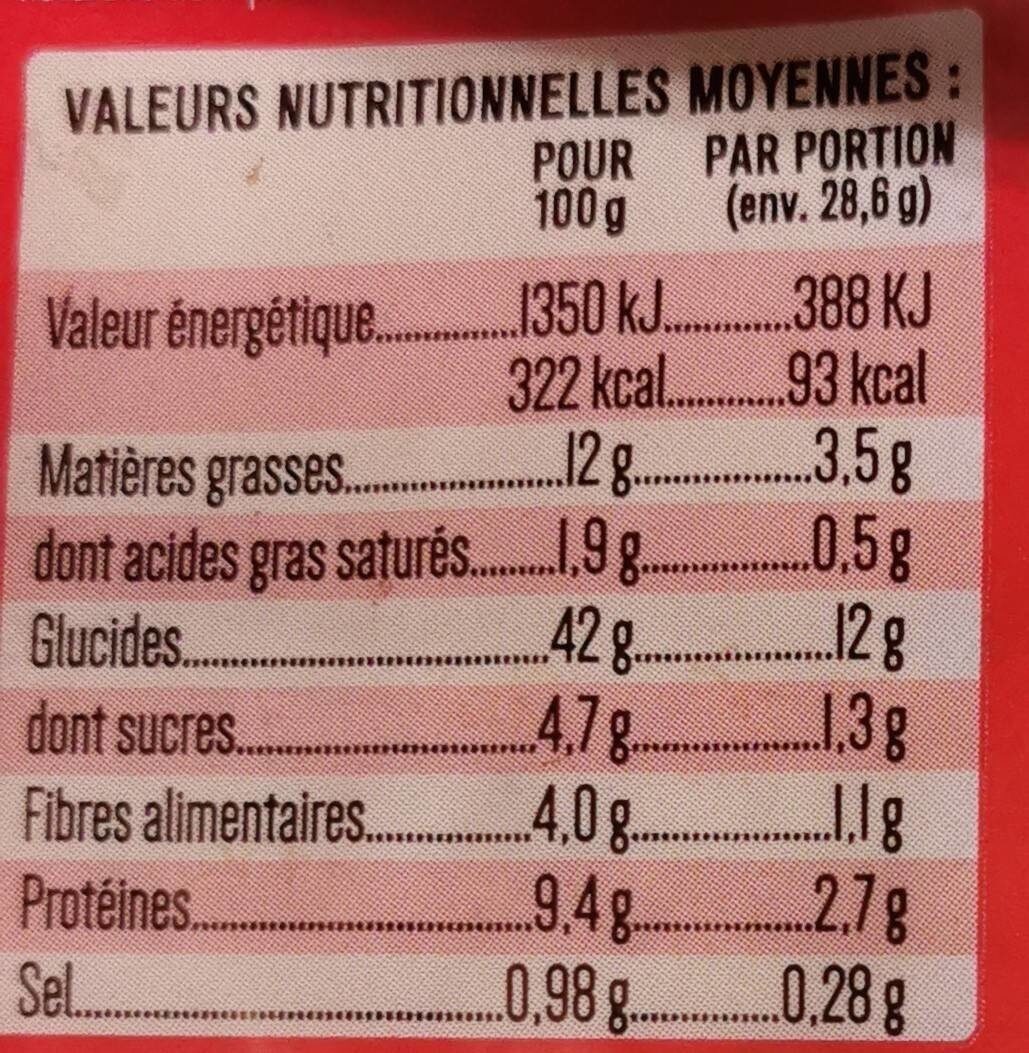 VALEURS NUTRITIONNELLES MOYENNES :
POUR PAR PORTION
100 g (env. 28,6 g)
Valeur énergétique..............1350 kJ..............388 KJ
322 kcal............93 kcal
Matières grasses........................12 g....................3,5 g
dont acides gras saturés.........1,9 g...................0,5 g
Glucides..........................................42 g......................12 g
dont sucres..................................4,7 g.....................1,3 g
Fibres alimentaires..................4,0 g......................1,1 g
Protéines.......................................9,4 g....................2,7 g
Sel..................................................0,98 g................0,28 g